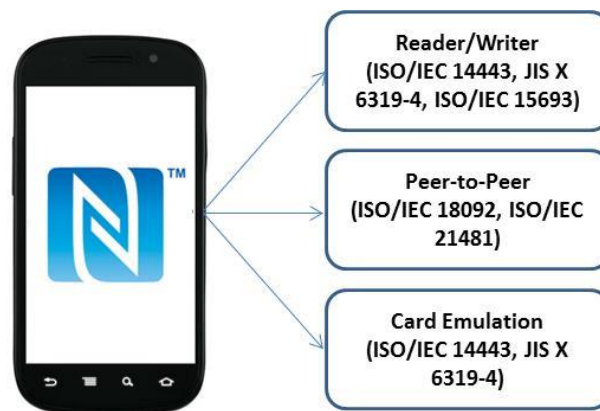 TM
Reader/Writer
(ISO/IEC 14443, JIS X
6319-4, ISO/IEC 15693)
Peer-to-Peer
(ISO/IEC 18092, ISO/IEC
21481)
Card Emulation
(ISO/IEC 14443, JIS X
6319-4)